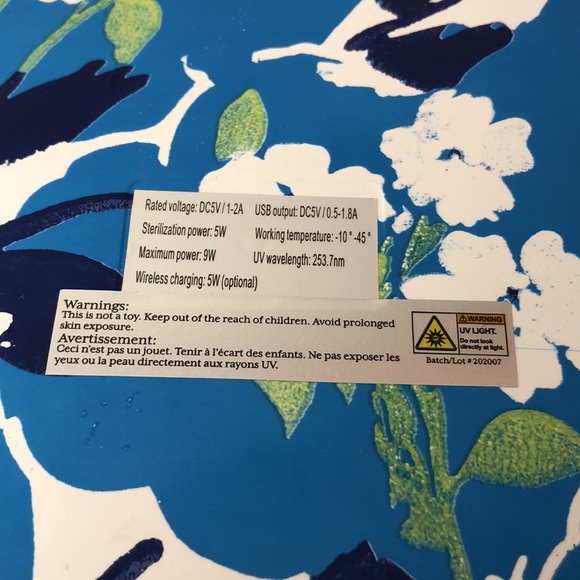 Rated voltage: DC5V / 1-2A USB output: DC5V / 0.5-1.8A
Sterilization power: 5W Working temperature: -10° -45°
Maximum power: 9W UV wavelength: 253.7nm
Wireless charging: 5W (optional)
Warnings:
This is not a toy. Keep out of the reach of children. Avoid prolonged
skin exposure.
Avertissement:
Ceci n'est pas un jouet. Tenir à l'écart des enfants. Ne pas exposer les
yeux ou la peau directement aux rayons UV.
WARNING
UV LIGHT.
Do not look
directly at light.
Batch/Lot # 202007